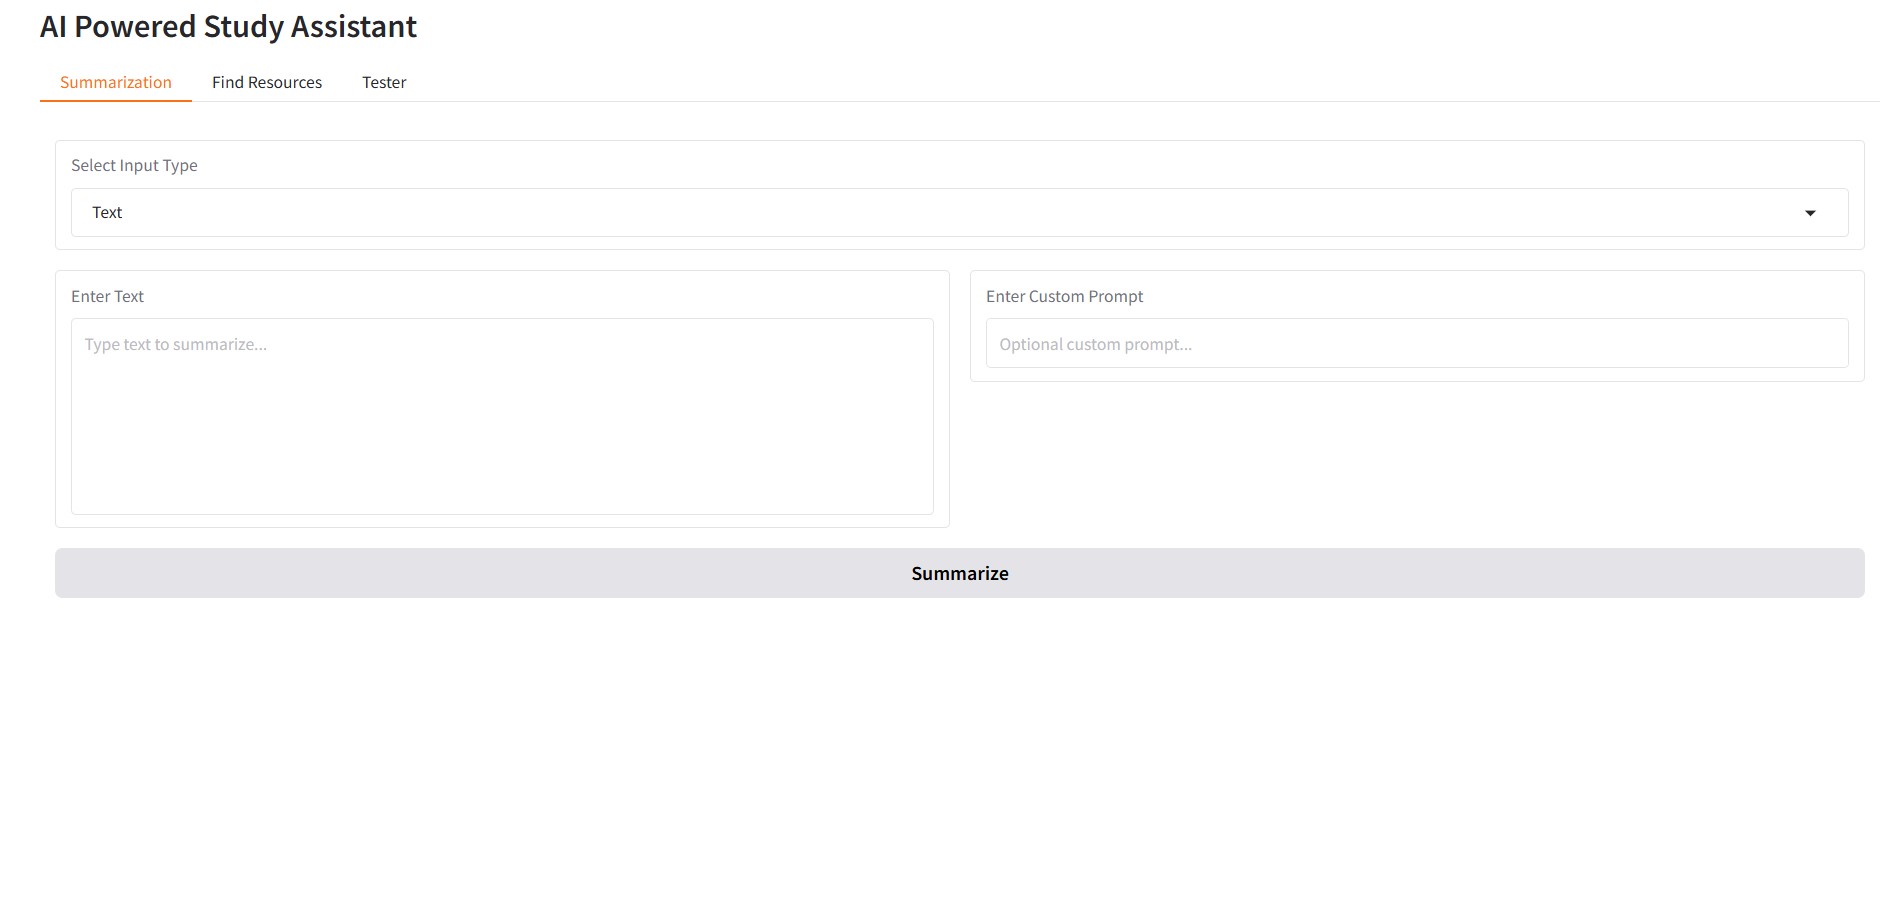 AI Powered Study Assistant
Summarization Find Resources Tester
Select Input Type
Text
Enter Text
Type text to summarize...
Enter Custom Prompt
Optional custom prompt...
Summarize